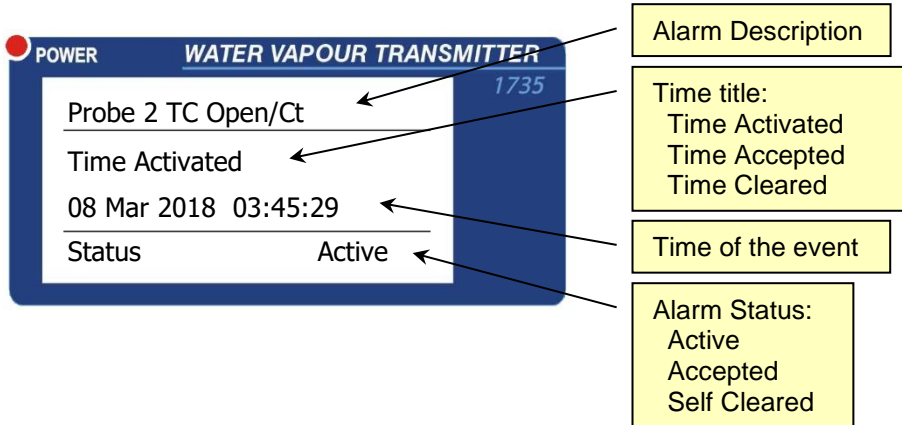 POWER
WATER VAPOUR TRANSMITTER
1735
Probe 2 TC Open/Ct
Time Activated
08 Mar 2018 03:45:29
Status Active
Alarm Description
Time title:
Time Activated
Time Accepted
Time Cleared
Time of the event
Alarm Status:
Active
Accepted
Self Cleared